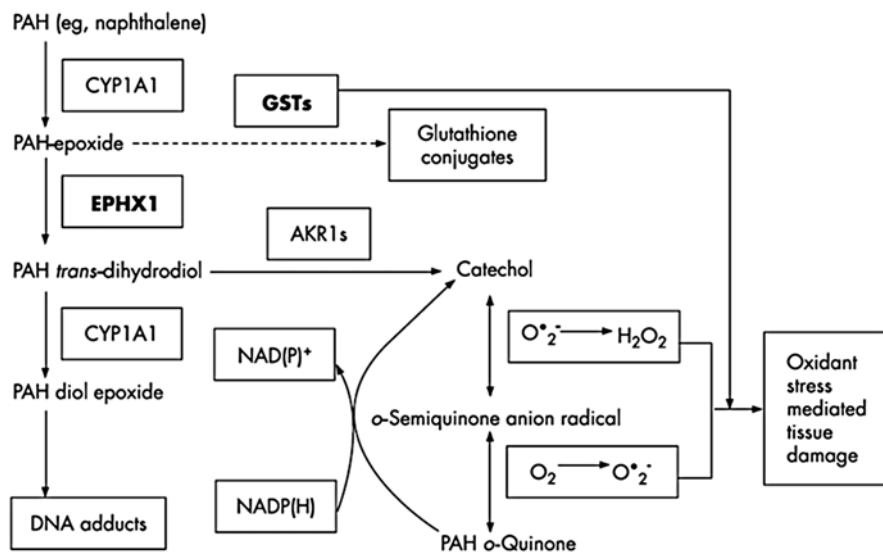 PAH (eg, naphthalene)
CYP1A1
GSTs
PAH-epoxide
Glutathione
conjugates
EPHX1
AKR1s
PAH trans-dihydrodiol
Catechol
CYP1A1
O•2- → H2O2
NAD(P)+
Oxidant
stress
mediated
tissue
damage
PAH diol epoxide
o-Semiquinone anion radical
O2 → O•2-
NADP(H)
DNA adducts
PAH o-Quinone